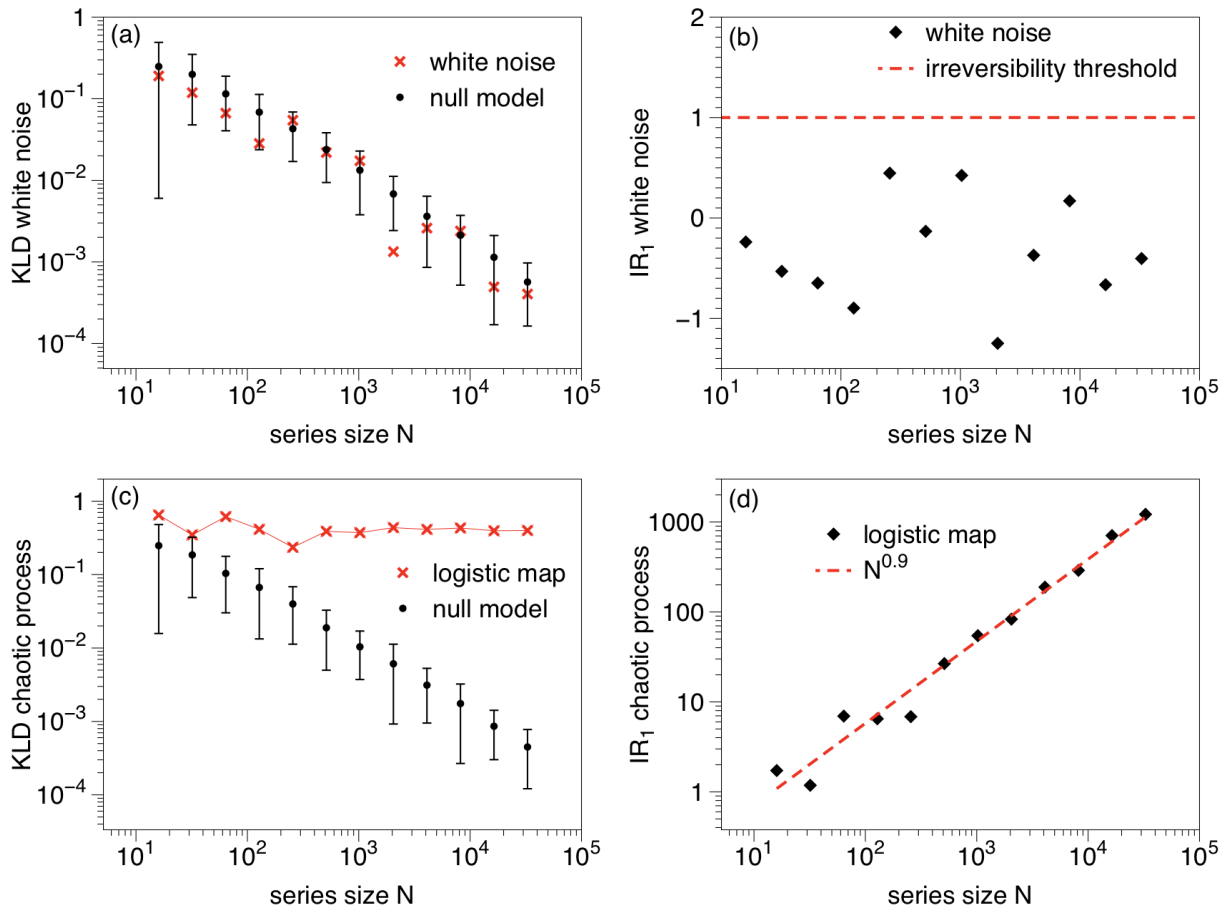 (a)
white noise
null model
KLD white noise
1
10^-1
10^-2
10^-3
10^-4
10^1
10^2
10^3
10^4
10^5
series size N
(b)
white noise
irreversibility threshold
IR_1 white noise
2
1
0
−1
10^1
10^2
10^3
10^4
10^5
series size N
(c)
logistic map
null model
KLD chaotic process
1
10^-1
10^-2
10^-3
10^-4
10^1
10^2
10^3
10^4
10^5
series size N
(d)
logistic map
N^0.9
IR_1 chaotic process
1000
100
10
1
10^1
10^2
10^3
10^4
10^5
series size N